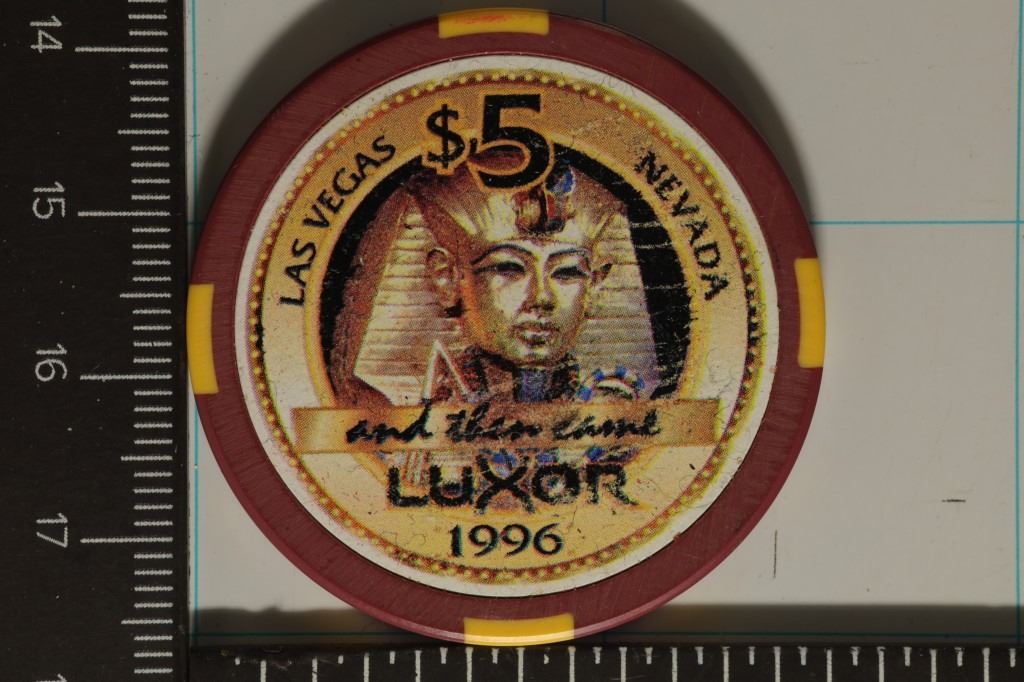 $5
LAS VEGAS
NEVADA
and then came
LUXOR
1996
14
15
16
17